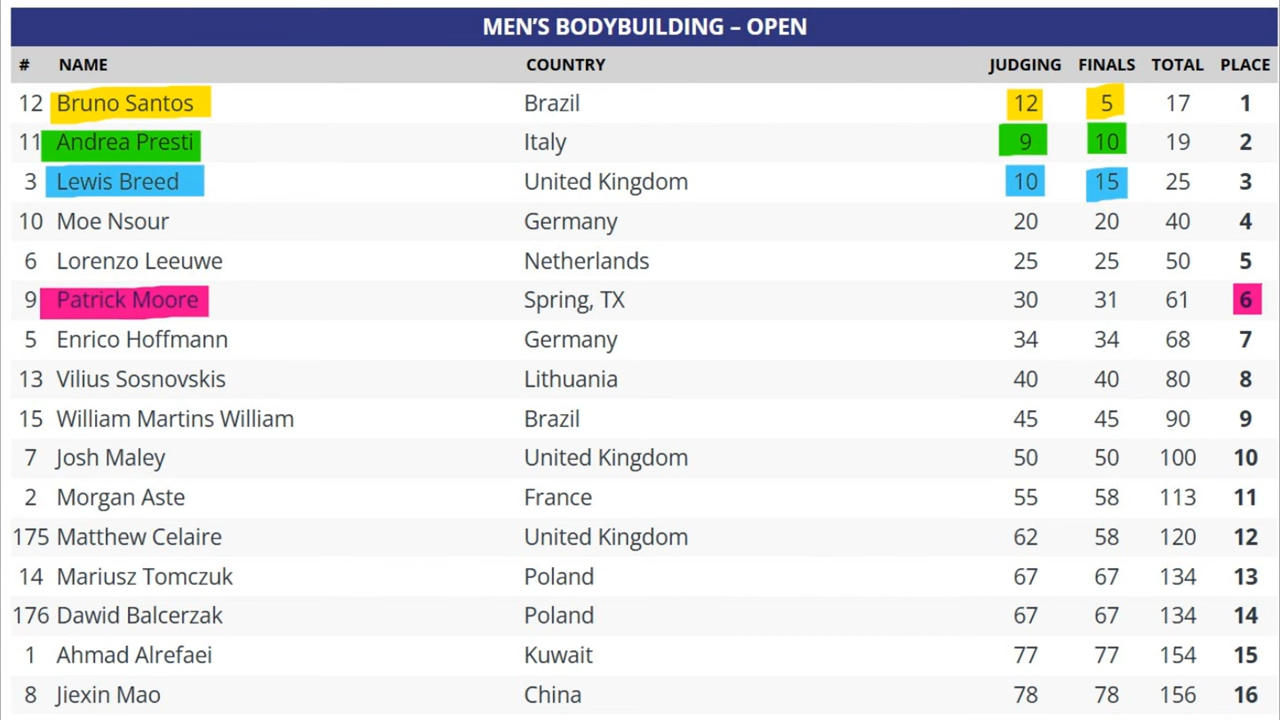 MEN'S BODYBUILDING – OPEN
# NAME COUNTRY JUDGING FINALS TOTAL PLACE
12 Bruno Santos Brazil 12 5 17 1
11 Andrea Presti Italy 9 10 19 2
3 Lewis Breed United Kingdom 10 15 25 3
10 Moe Nsour Germany 20 20 40 4
6 Lorenzo Leeuwe Netherlands 25 25 50 5
9 Patrick Moore Spring, TX 30 31 61 6
5 Enrico Hoffmann Germany 34 34 68 7
13 Vilius Sosnovskis Lithuania 40 40 80 8
15 William Martins William Brazil 45 45 90 9
7 Josh Maley United Kingdom 50 50 100 10
2 Morgan Aste France 55 58 113 11
175 Matthew Celaire United Kingdom 62 58 120 12
14 Mariusz Tomczuk Poland 67 67 134 13
176 Dawid Balcerzak Poland 67 67 134 14
1 Ahmad Alrefaei Kuwait 77 77 154 15
8 Jiexin Mao China 78 78 156 16